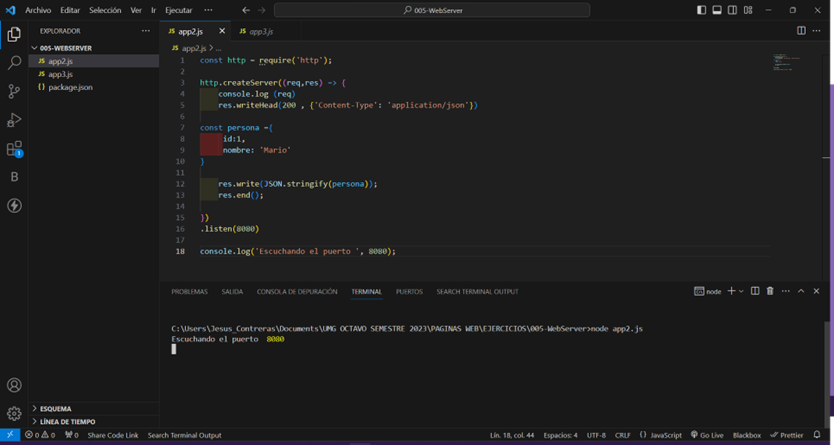 Archivo Editar Selección Ver Ir Ejecutar ··· 005-WebServer
EXPLORADOR ···
005-WEBSERVER
JS app2.js
JS app3.js
{} package.json
JS app2.js × JS app3.js
JS app2.js > ...
1 const http = require('http');
2
3 http.createServer((req,res) => {
4 console.log (req)
5 res.writeHead(200 , {'Content-Type': 'application/json'})
6
7 const persona ={
8 id:1,
9 nombre: 'Mario'
10 }
11
12 res.write(JSON.stringify(persona));
13 res.end();
14
15 })
16 .listen(8080)
17
18 console.log('Escuchando el puerto ', 8080);
1
B
PROBLEMAS SALIDA CONSOLA DE DEPURACIÓN TERMINAL PUERTOS SEARCH TERMINAL OUTPUT node
C:\Users\Jesus_Contreras\Documents\UMG OCTAVO SEMESTRE 2023\PAGINAS WEB\EJERCICIOS\005-WebServer>node app2.js
Escuchando el puerto 8080
ESQUEMA
LÍNEA DE TIEMPO
0 0 0 Share Code Link Search Terminal Output Lín. 18, col. 44 Espacios: 4 UTF-8 CRLF {} JavaScript Go Live Blackbox Prettier